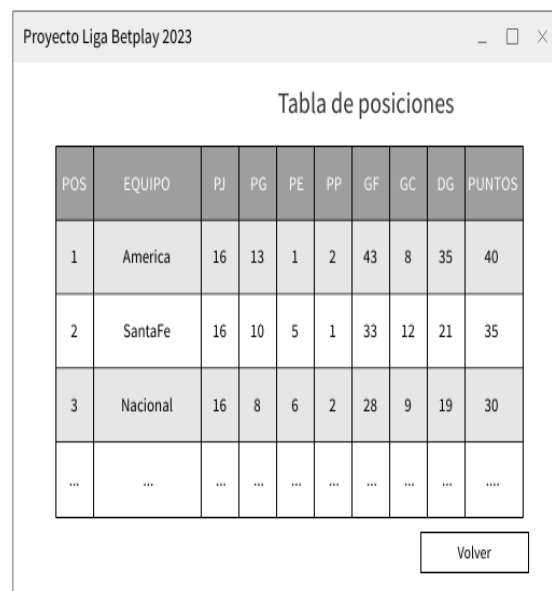 Proyecto Liga Betplay 2023
Tabla de posiciones
POS EQUIPO PJ PG PE PP GF GC DG PUNTOS
1 America 16 13 1 2 43 8 35 40
2 SantaFe 16 10 5 1 33 12 21 35
3 Nacional 16 8 6 2 28 9 19 30
... ... ... ... ... ... ... ... ... ....
Volver